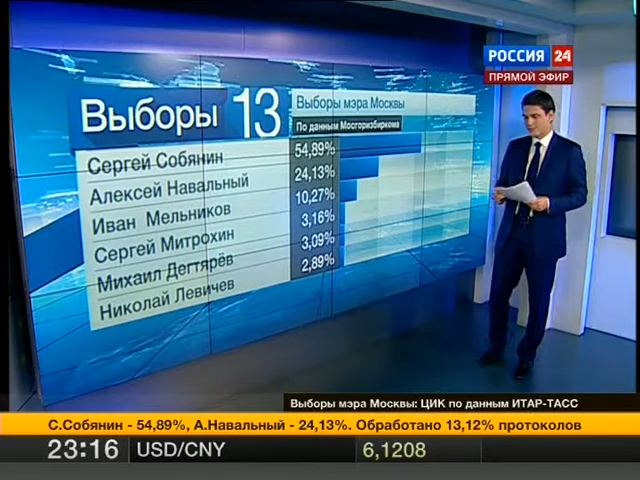 РОССИЯ 24
ПРЯМОЙ ЭФИР
Выборы 13
Выборы мэра Москвы
По данным Мосгоризбиркома
Сергей Собянин 54,89%
Алексей Навальный 24,13%
Иван Мельников 10,27%
Сергей Митрохин 3,16%
Михаил Дегтярёв 3,09%
Николай Левичев 2,89%
Выборы мэра Москвы: ЦИК по данным ИТАР-ТАСС
С.Собянин - 54,89%, А.Навальный - 24,13%. Обработано 13,12% протоколов
23:16 USD/CNY 6,1208